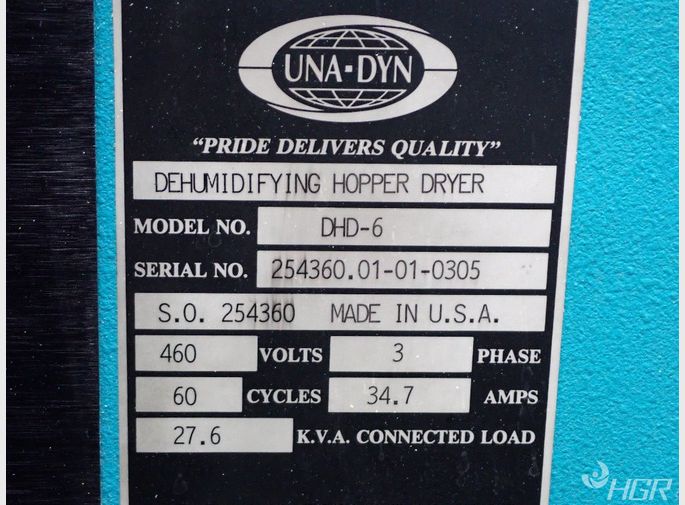 UNA-DYN
"PRIDE DELIVERS QUALITY"
DEHUMIDIFYING HOPPER DRYER
MODEL NO. DHD-6
SERIAL NO. 254360.01-01-0305
S.O. 254360 MADE IN U.S.A.
460 VOLTS 3 PHASE
60 CYCLES 34.7 AMPS
27.6 K.V.A. CONNECTED LOAD
HGR